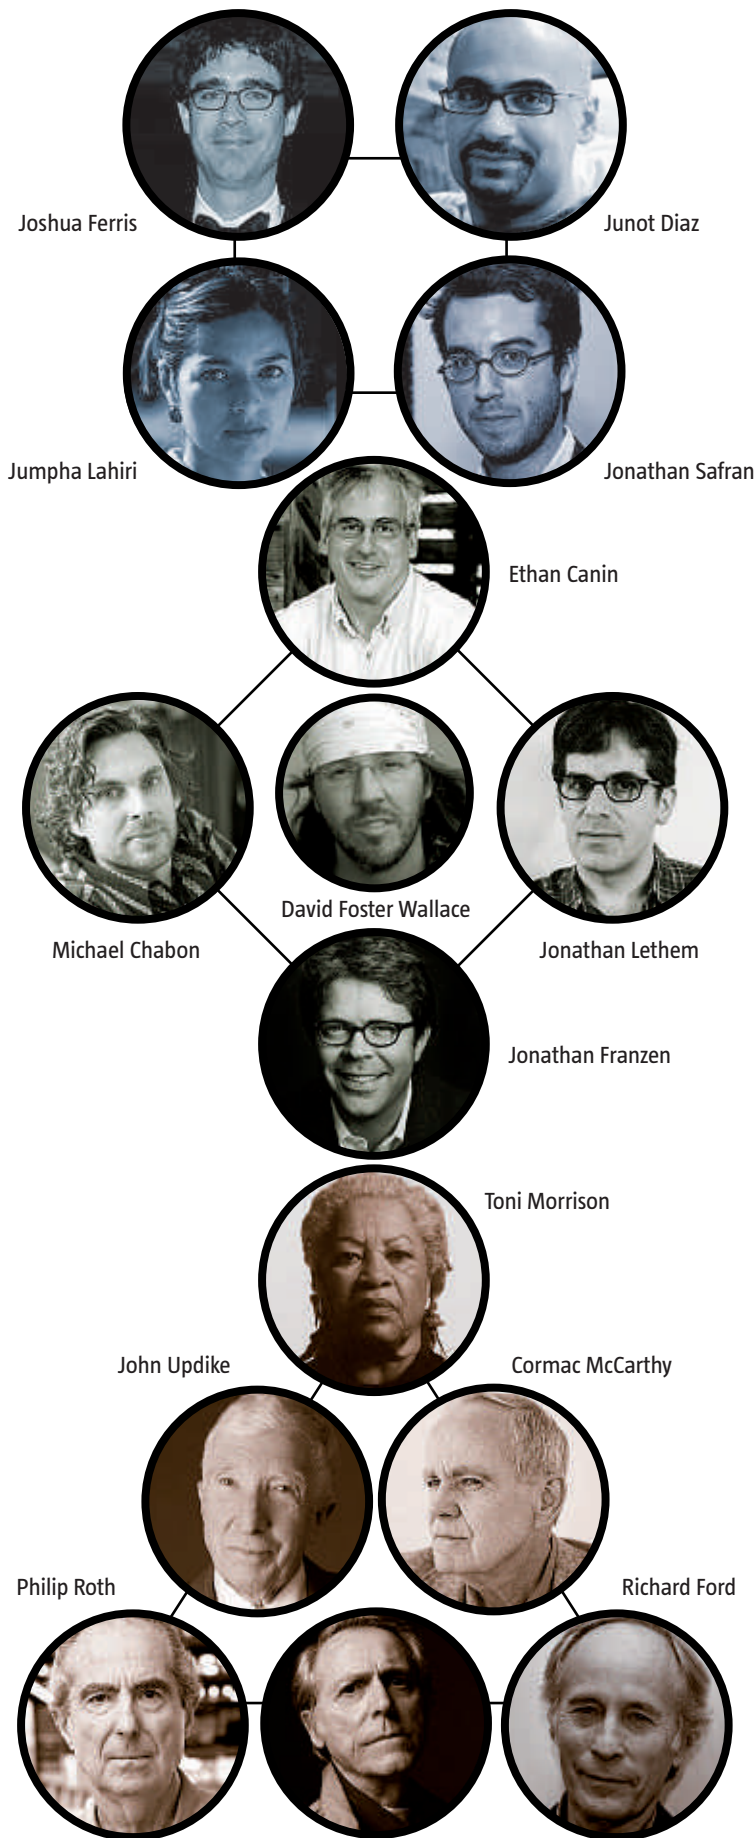 Joshua Ferris
Junot Diaz
Jumpha Lahiri
Jonathan Safran
Ethan Canin
David Foster Wallace
Michael Chabon
Jonathan Lethem
Jonathan Franzen
Toni Morrison
John Updike
Cormac McCarthy
Philip Roth
Richard Ford